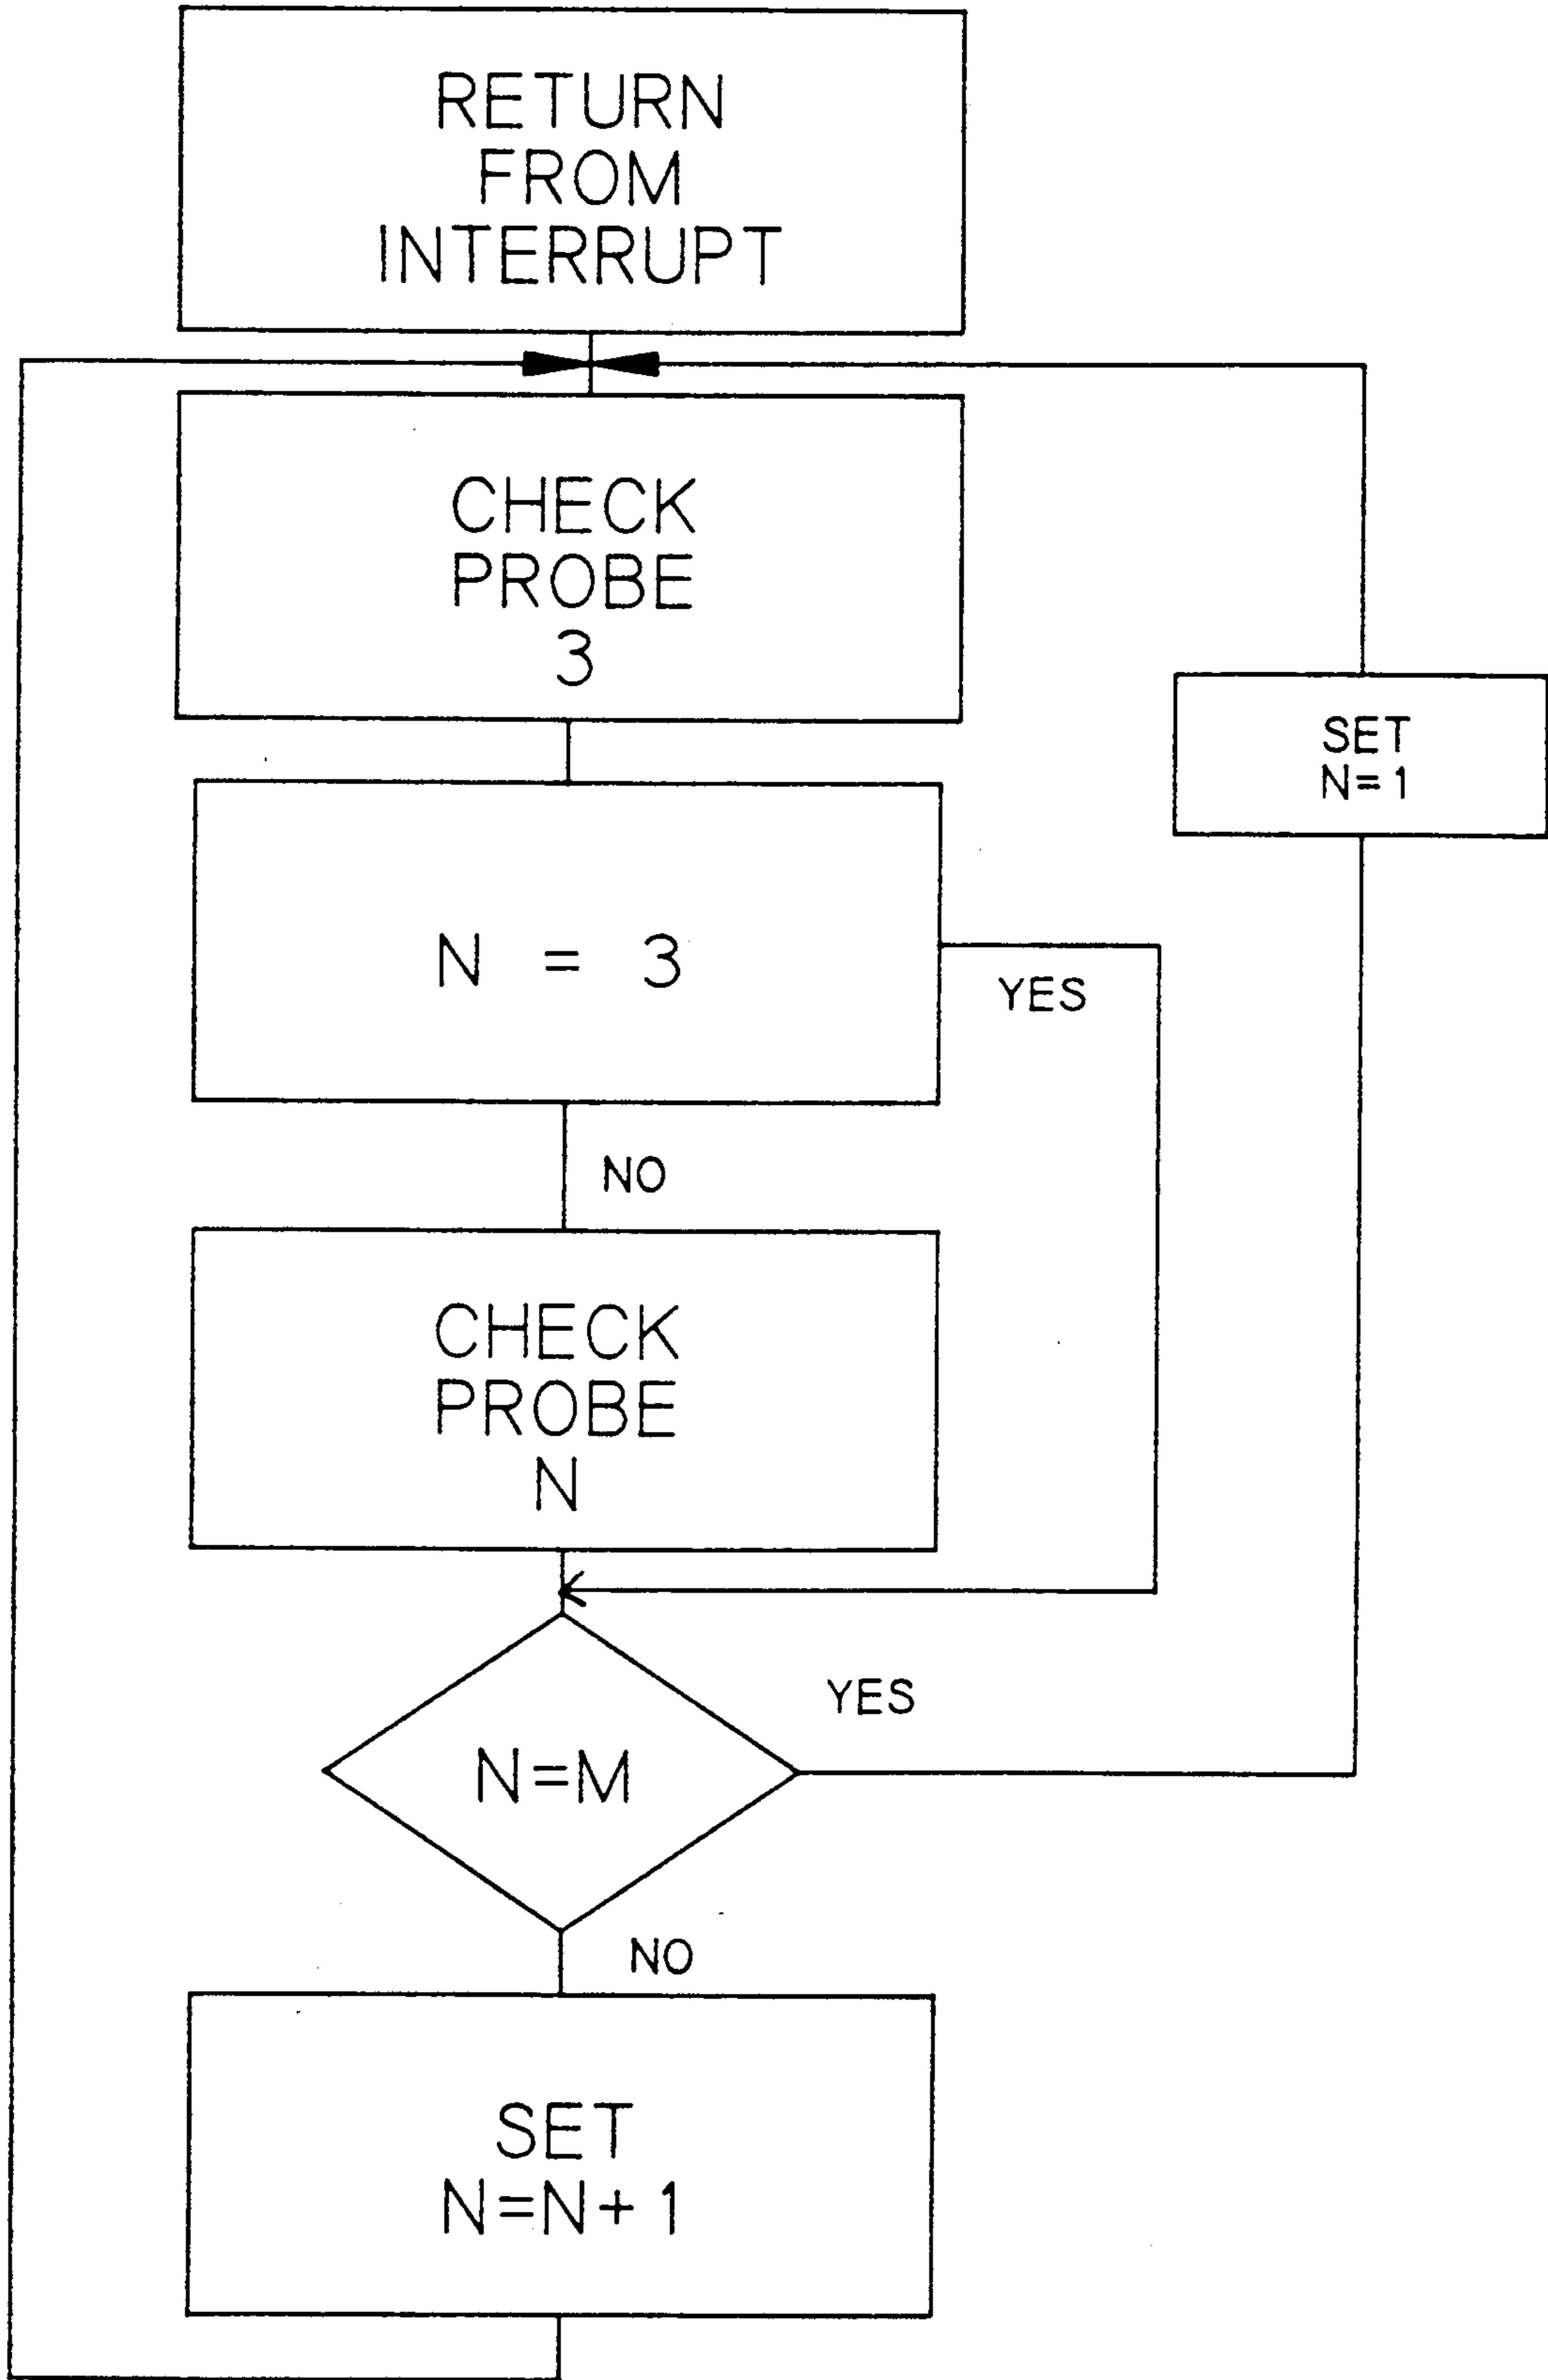 RETURN
FROM
INTERRUPT
CHECK
PROBE
3
SET
N=1
N = 3
YES
NO
CHECK
PROBE
N
YES
N=M
NO
SET
N=N+1